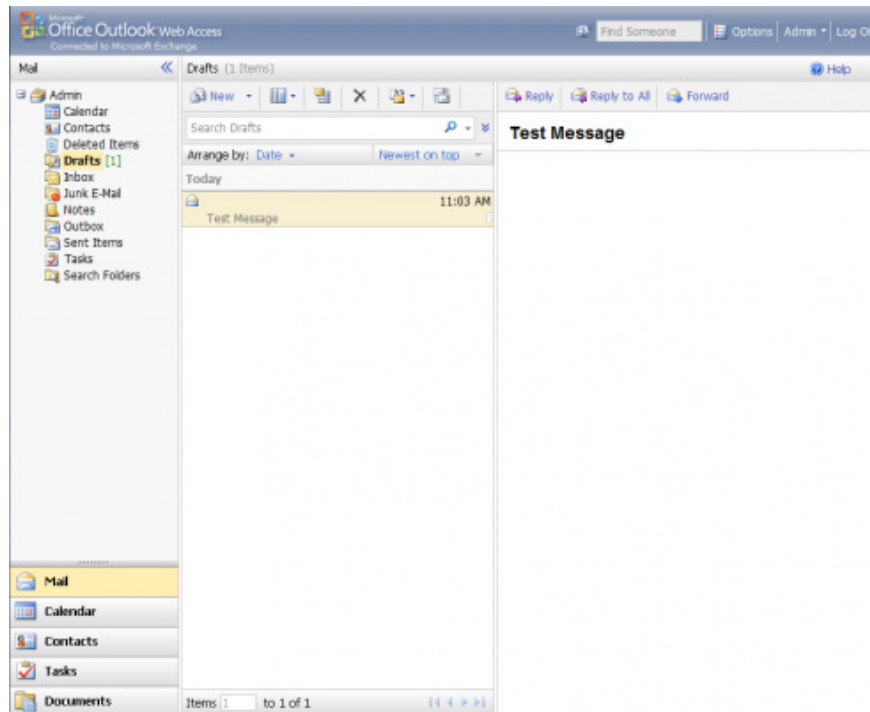 Microsoft
Office Outlook Web Access
Connected to Microsoft Exchange
Find Someone
Options
Admin
Log O
Mail
Drafts (1 Items)
Help
Admin
Calendar
Contacts
Deleted Items
Drafts [1]
Inbox
Junk E-Mail
Notes
Outbox
Sent Items
Tasks
Search Folders
New
Search Drafts
Arrange by: Date
Newest on top
Today
11:03 AM
Test Message
Reply
Reply to All
Forward
Test Message
Mail
Calendar
Contacts
Tasks
Documents
Items 1 to 1 of 1